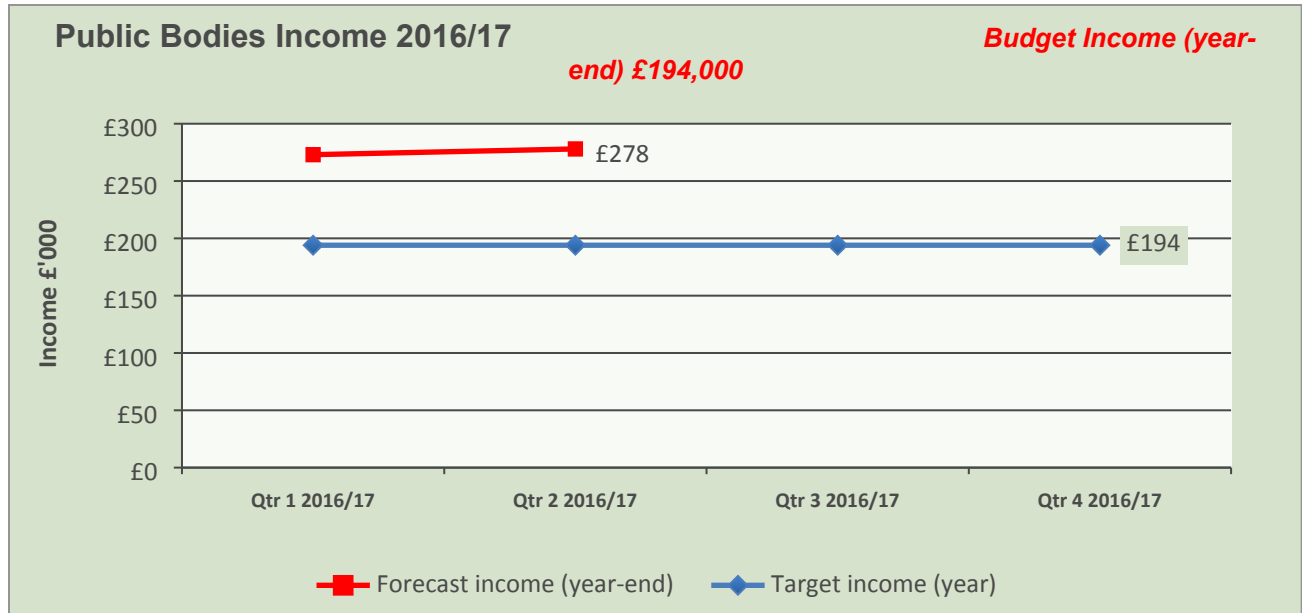 Public Bodies Income 2016/17 Budget Income (year-
end) £194,000
£300
£250
£200
£150
£100
£50
£0
Income £'000
£278
£194
Qtr 1 2016/17 Qtr 2 2016/17 Qtr 3 2016/17 Qtr 4 2016/17
Forecast income (year-end) Target income (year)